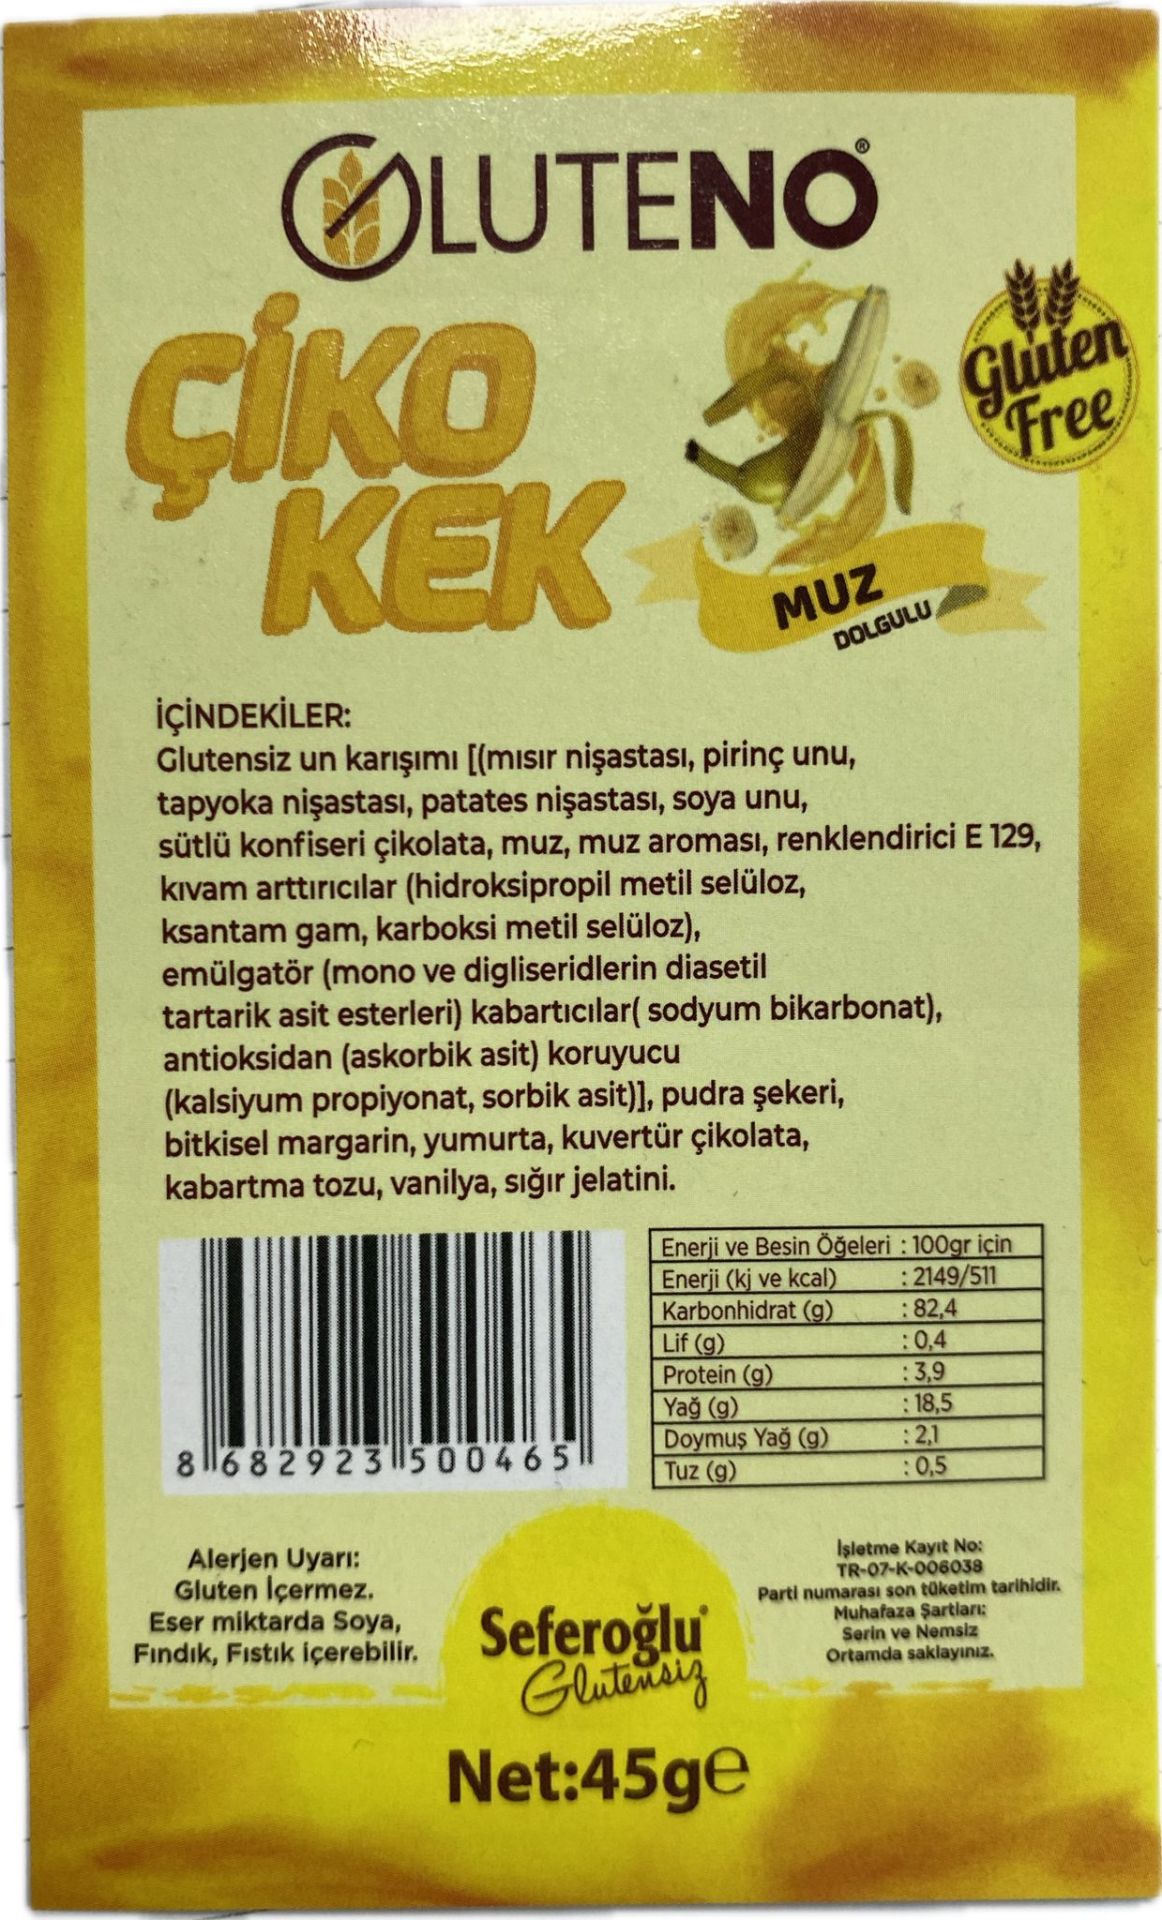 GLUTENO®
ÇİKO
KEK
Gluten
Free
MUZ
DOLGULU
İÇİNDEKİLER:
Glutensiz un karışımı [(mısır nişastası, pirinç unu,
tapyoka nişastası, patates nişastası, soya unu,
sütlü konfiseri çikolata, muz, muz aroması, renklendirici E 129,
kıvam arttırıcılar (hidroksipropil metil selüloz,
ksantam gam, karboksi metil selüloz),
emülgatör (mono ve digliseridlerin diasetil
tartarik asit esterleri) kabartıcılar( sodyum bikarbonat),
antioksidan (askorbik asit) koruyucu
(kalsiyum propiyonat, sorbik asit)], pudra şekeri,
bitkisel margarin, yumurta, kuvertür çikolata,
kabartma tozu, vanilya, sığır jelatini.
Enerji ve Besin Öğeleri : 100gr için
Enerji (kj ve kcal) : 2149/511
Karbonhidrat (g) : 82,4
Lif (g) : 0,4
Protein (g) : 3,9
Yağ (g) : 18,5
Doymuş Yağ (g) : 2,1
Tuz (g) : 0,5
8 682923 500465
Alerjen Uyarı:
Gluten İçermez.
Eser miktarda Soya,
Fındık, Fıstık içerebilir.
Seferoğlu
Glutensiz
İşletme Kayıt No:
TR-07-K-006038
Parti numarası son tüketim tarihidir.
Muhafaza Şartları:
Serin ve Nemsiz
Ortamda saklayınız.
Net:45g℮